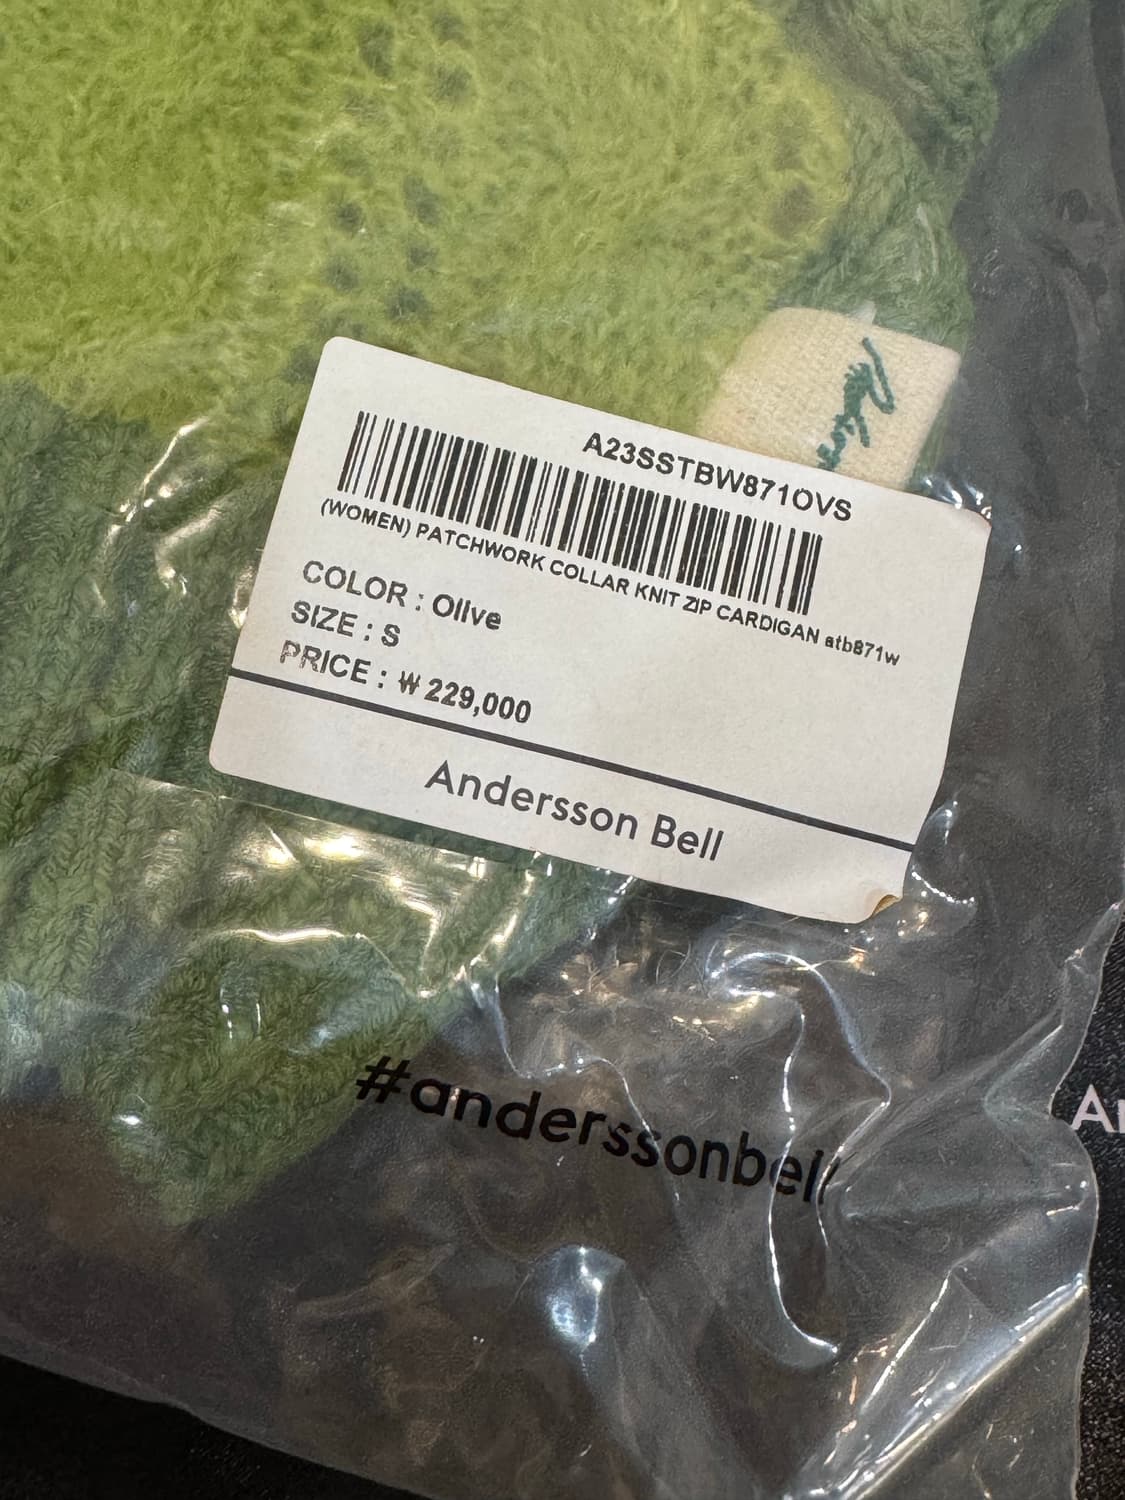 A23SSTBW871OVS
(WOMEN) PATCHWORK COLLAR KNIT ZIP CARDIGAN atb871w
COLOR : Olive
SIZE : S
PRICE : ₩ 229,000
Andersson Bell
#anderssonbell